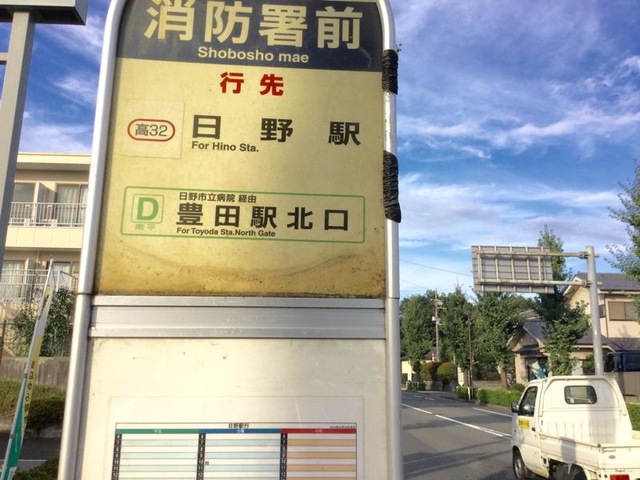 消防署前
Shobosho mae
行先
高32
日野駅
For Hino Sta.
日野市立病院 経由
D
南平
豊田駅北口
For Toyoda Sta.North Gate
日野駅行